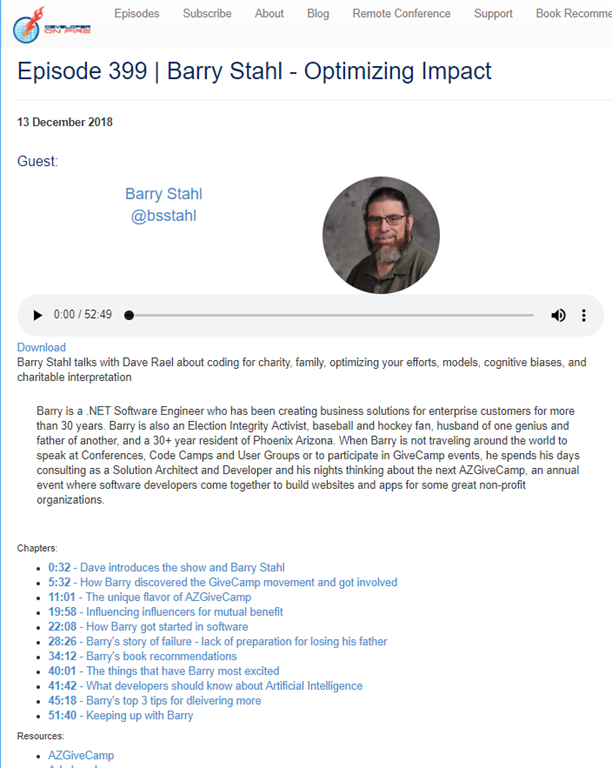 DEVELOPER
ON FIRE
Episodes
Subscribe
About
Blog
Remote Conference
Support
Book Recomme
Episode 399 | Barry Stahl - Optimizing Impact
13 December 2018
Guest:
Barry Stahl
@bsstahl
0:00 / 52:49
Download
Barry Stahl talks with Dave Rael about coding for charity, family, optimizing your efforts, models, cognitive biases, and
charitable interpretation
Barry is a .NET Software Engineer who has been creating business solutions for enterprise customers for more
than 30 years. Barry is also an Election Integrity Activist, baseball and hockey fan, husband of one genius and
father of another, and a 30+ year resident of Phoenix Arizona. When Barry is not traveling around the world to
speak at Conferences, Code Camps and User Groups or to participate in GiveCamp events, he spends his days
consulting as a Solution Architect and Developer and his nights thinking about the next AZGiveCamp, an annual
event where software developers come together to build websites and apps for some great non-profit
organizations.
Chapters:
0:32 - Dave introduces the show and Barry Stahl
5:32 - How Barry discovered the GiveCamp movement and got involved
11:01 - The unique flavor of AZGiveCamp
19:58 - Influencing influencers for mutual benefit
22:08 - How Barry got started in software
28:26 - Barry's story of failure - lack of preparation for losing his father
34:12 - Barry's book recommendations
40:01 - The things that have Barry most excited
41:42 - What developers should know about Artificial Intelligence
45:18 - Barry's top 3 tips for dleivering more
51:40 - Keeping up with Barry
Resources:
AZGiveCamp